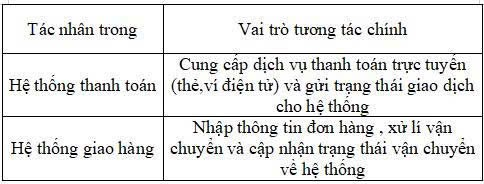 Tác nhân trong
Vai trò tương tác chính
Hệ thống thanh toán
Cung cấp dịch vụ thanh toán trực tuyến
(thẻ,ví điện tử) và gửi trạng thái giao dịch
cho hệ thống
Hệ thống giao hàng
Nhập thông tin đơn hàng , xử lí vận
chuyển và cập nhận trạng thái vận chuyển
về hệ thống